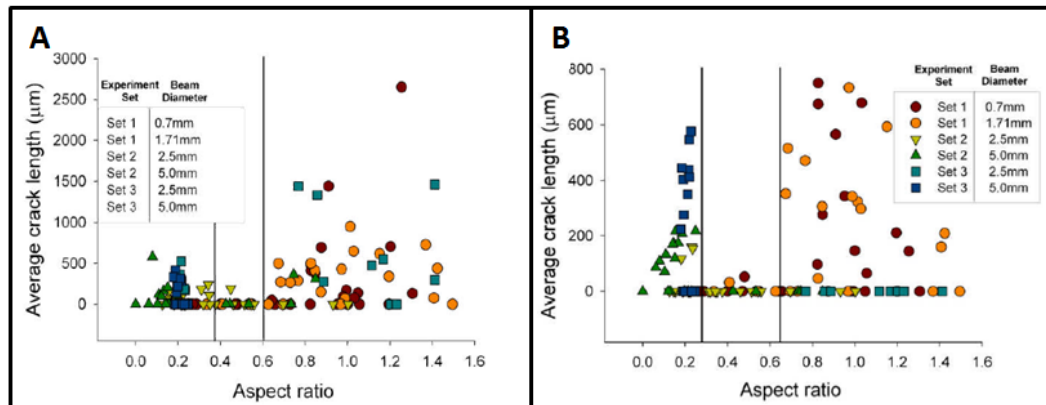 A
Average crack length (μm)
3000
2500
2000
1500
1000
500
0
Experiment Set Beam Diameter
Set 1 0.7mm
Set 1 1.71mm
Set 2 2.5mm
Set 2 5.0mm
Set 3 2.5mm
Set 3 5.0mm
0.0 0.2 0.4 0.6 0.8 1.0 1.2 1.4 1.6
Aspect ratio
B
Average crack length (μm)
800
600
400
200
0
Experiment Set Beam Diameter
Set 1 0.7mm
Set 1 1.71mm
Set 2 2.5mm
Set 2 5.0mm
Set 3 2.5mm
Set 3 5.0mm
0.0 0.2 0.4 0.6 0.8 1.0 1.2 1.4 1.6
Aspect ratio